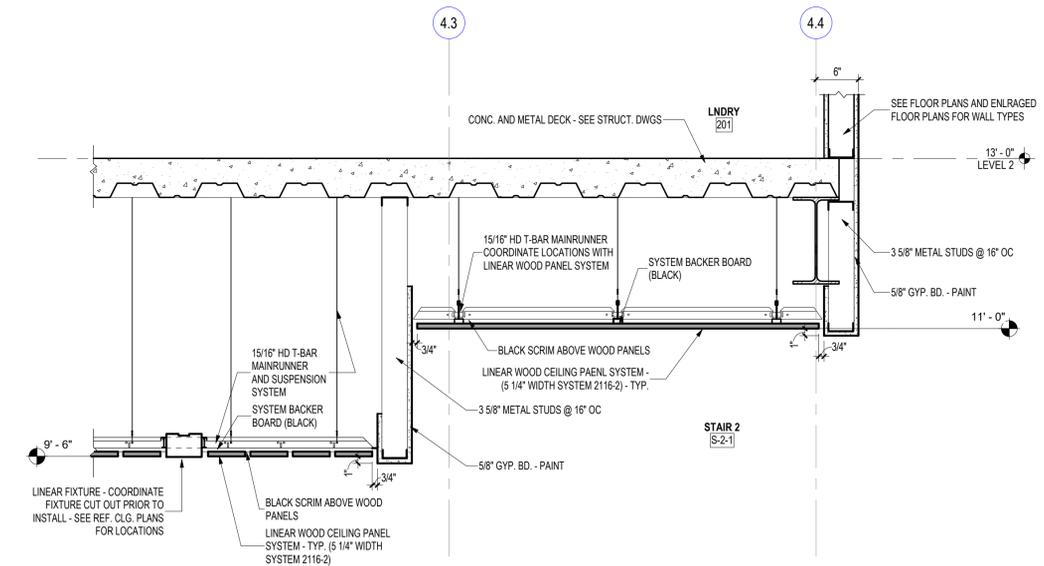 4.3
4.4
6"
LNDRY
201
CONC. AND METAL DECK - SEE STRUCT. DWGS
SEE FLOOR PLANS AND ENLRAGED
FLOOR PLANS FOR WALL TYPES
13' - 0"
LEVEL 2
15/16" HD T-BAR MAINRUNNER
COORDINATE LOCATIONS WITH
LINEAR WOOD PANEL SYSTEM
SYSTEM BACKER BOARD
(BLACK)
3 5/8" METAL STUDS @ 16" OC
5/8" GYP. BD. - PAINT
11' - 0"
3/4"
1"
3/4"
BLACK SCRIM ABOVE WOOD PANELS
LINEAR WOOD CEILING PAENL SYSTEM -
(5 1/4" WIDTH SYSTEM 2116-2) - TYP.
15/16" HD T-BAR
MAINRUNNER
AND SUSPENSION
SYSTEM
SYSTEM BACKER
BOARD (BLACK)
3 5/8" METAL STUDS @ 16" OC
STAIR 2
S-2-1
9' - 6"
5/8" GYP. BD. - PAINT
1"
3/4"
LINEAR FIXTURE - COORDINATE
FIXTURE CUT OUT PRIOR TO
INSTALL - SEE REF. CLG. PLANS
FOR LOCATIONS
BLACK SCRIM ABOVE WOOD
PANELS
LINEAR WOOD CEILING PANEL
SYSTEM - TYP. (5 1/4" WIDTH
SYSTEM 2116-2)